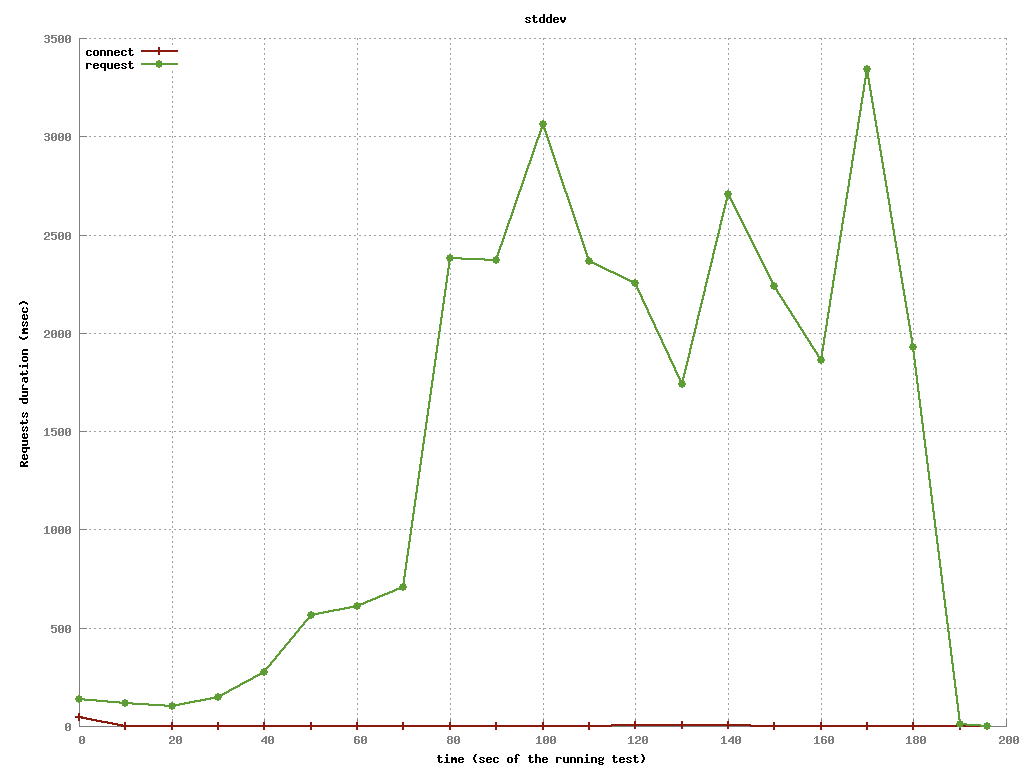 stddev
connect
request
3500
3000
2500
2000
1500
1000
500
0
Requests duration (msec)
0 20 40 60 80 100 120 140 160 180 200
time (sec of the running test)